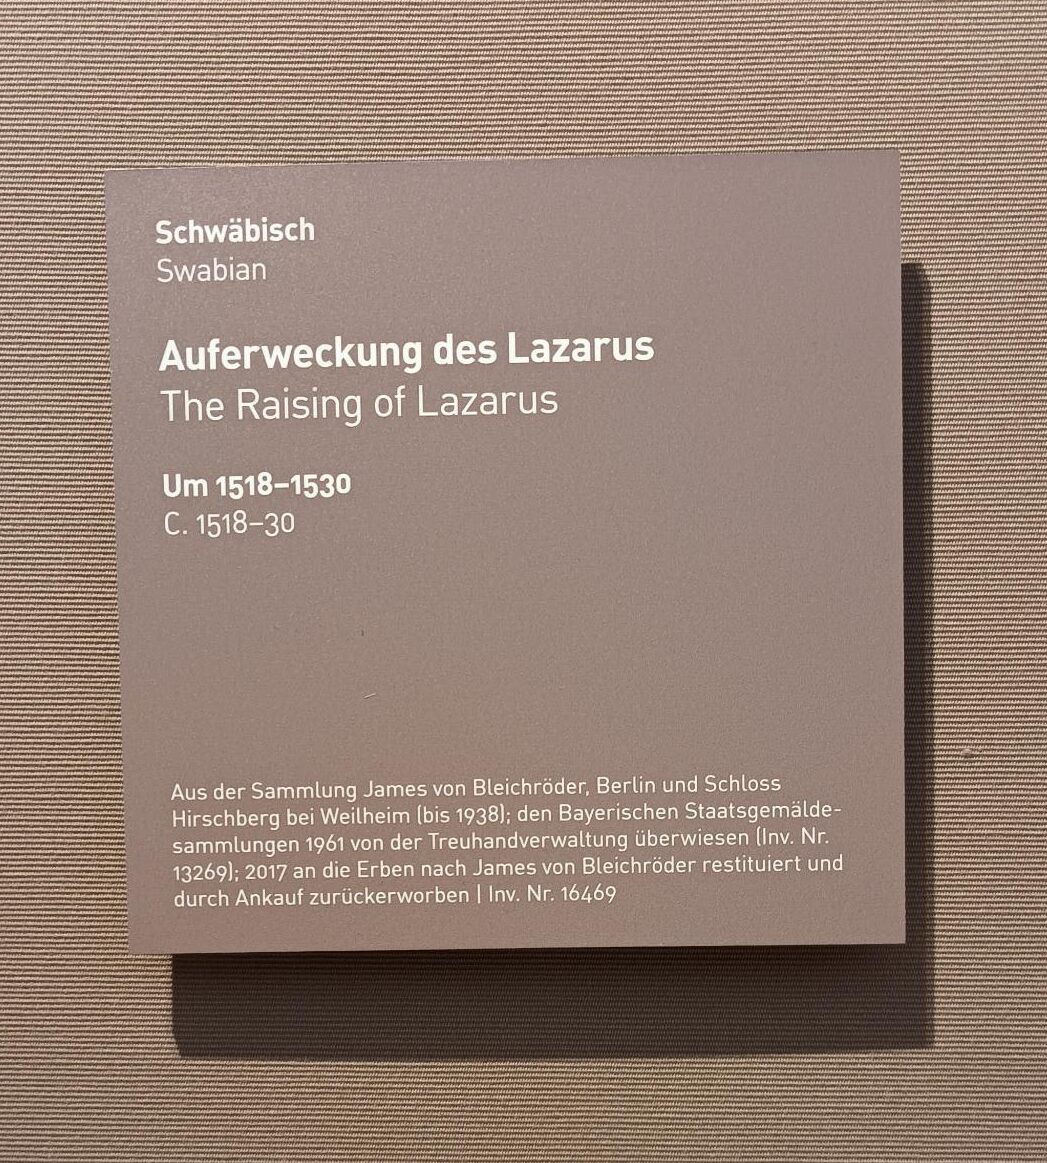 Schwäbisch
Swabian
Auferweckung des Lazarus
The Raising of Lazarus
Um 1518–1530
C. 1518–30
Aus der Sammlung James von Bleichröder, Berlin und Schloss
Hirschberg bei Weilheim (bis 1938); den Bayerischen Staatsgemälde-
sammlungen 1961 von der Treuhandverwaltung überwiesen (Inv. Nr.
13269); 2017 an die Erben nach James von Bleichröder restituiert und
durch Ankauf zurückerworben | Inv. Nr. 16469